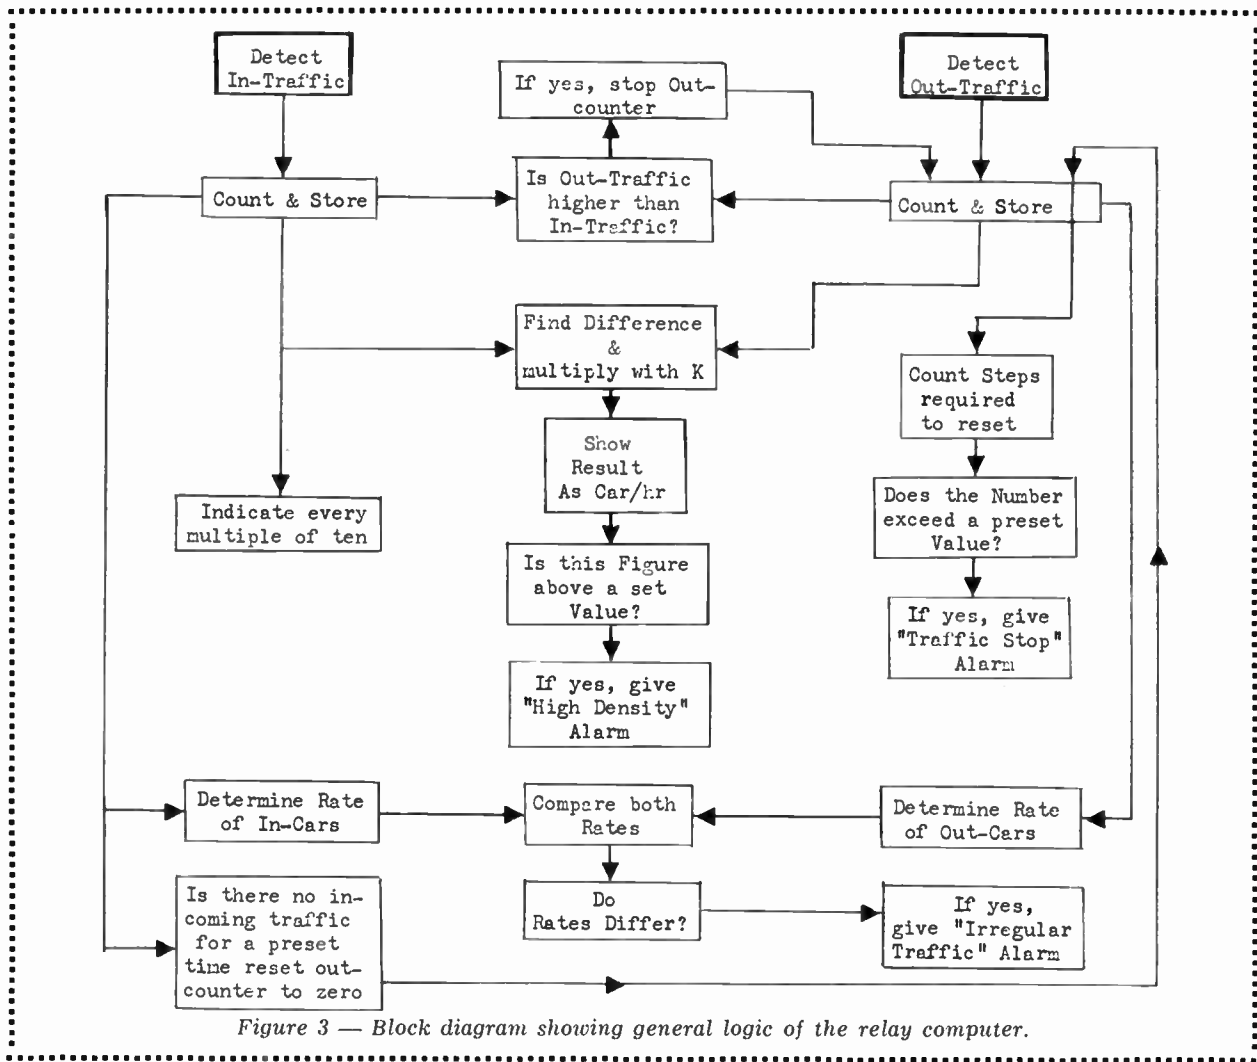 Detect
In-Traffic
If yes, stop Out-
counter
Detect
Out-Traffic
Count & Store
Is Out-Traffic
higher than
In-Treffic?
Count & Store
Find Difference
&
multiply with K
Count Steps
required
to reset
Show
Result
As Car/hr
Indicate every
multiple of ten
Does the Number
exceed a preset
Value?
Is this Figure
above a set
Value?
If yes, give
"Traffic Stop"
Alarm
If yes, give
"High Density"
Alarm
Determine Rate
of In-Cars
Compare both
Rates
Determine Rate
of Out-Cars
Is there no in-
coming traffic
for a preset
time reset out-
counter to zero
Do
Rates Differ?
If yes,
give "Irregular
Traffic" Alarm
Figure 3 — Block diagram showing general logic of the relay computer.